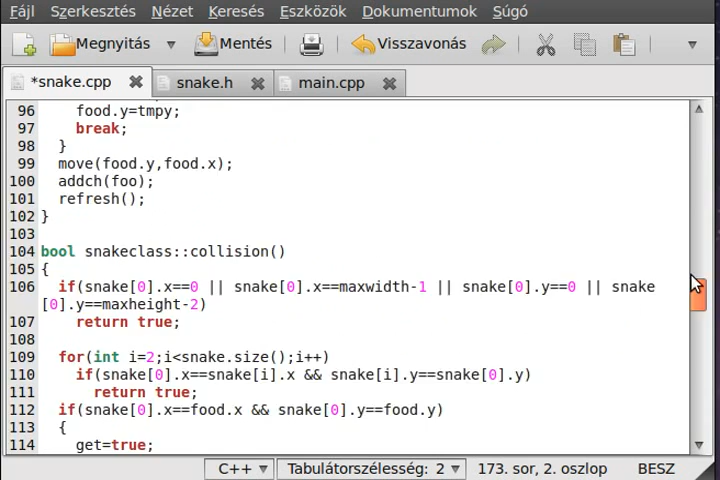 Fájl Szerkesztés Nézet Keresés Eszközök Dokumentumok Súgó
Megnyitás Mentés Visszavonás
*snake.cpp snake.h main.cpp
96 food.y=tmpy;
97 break;
98 }
99 move(food.y,food.x);
100 addch(foo);
101 refresh();
102 }
103
104 bool snakeclass::collision()
105 {
106 if(snake[0].x==0 || snake[0].x==maxwidth-1 || snake[0].y==0 || snake
[0].y==maxheight-2)
107 return true;
108
109 for(int i=2;i<snake.size();i++)
110 if(snake[0].x==snake[i].x && snake[i].y==snake[0].y)
111 return true;
112 if(snake[0].x==food.x && snake[0].y==food.y)
113 {
114 get=true;
C++ Tabulátorszélesség: 2 173. sor, 2. oszlop BESZ